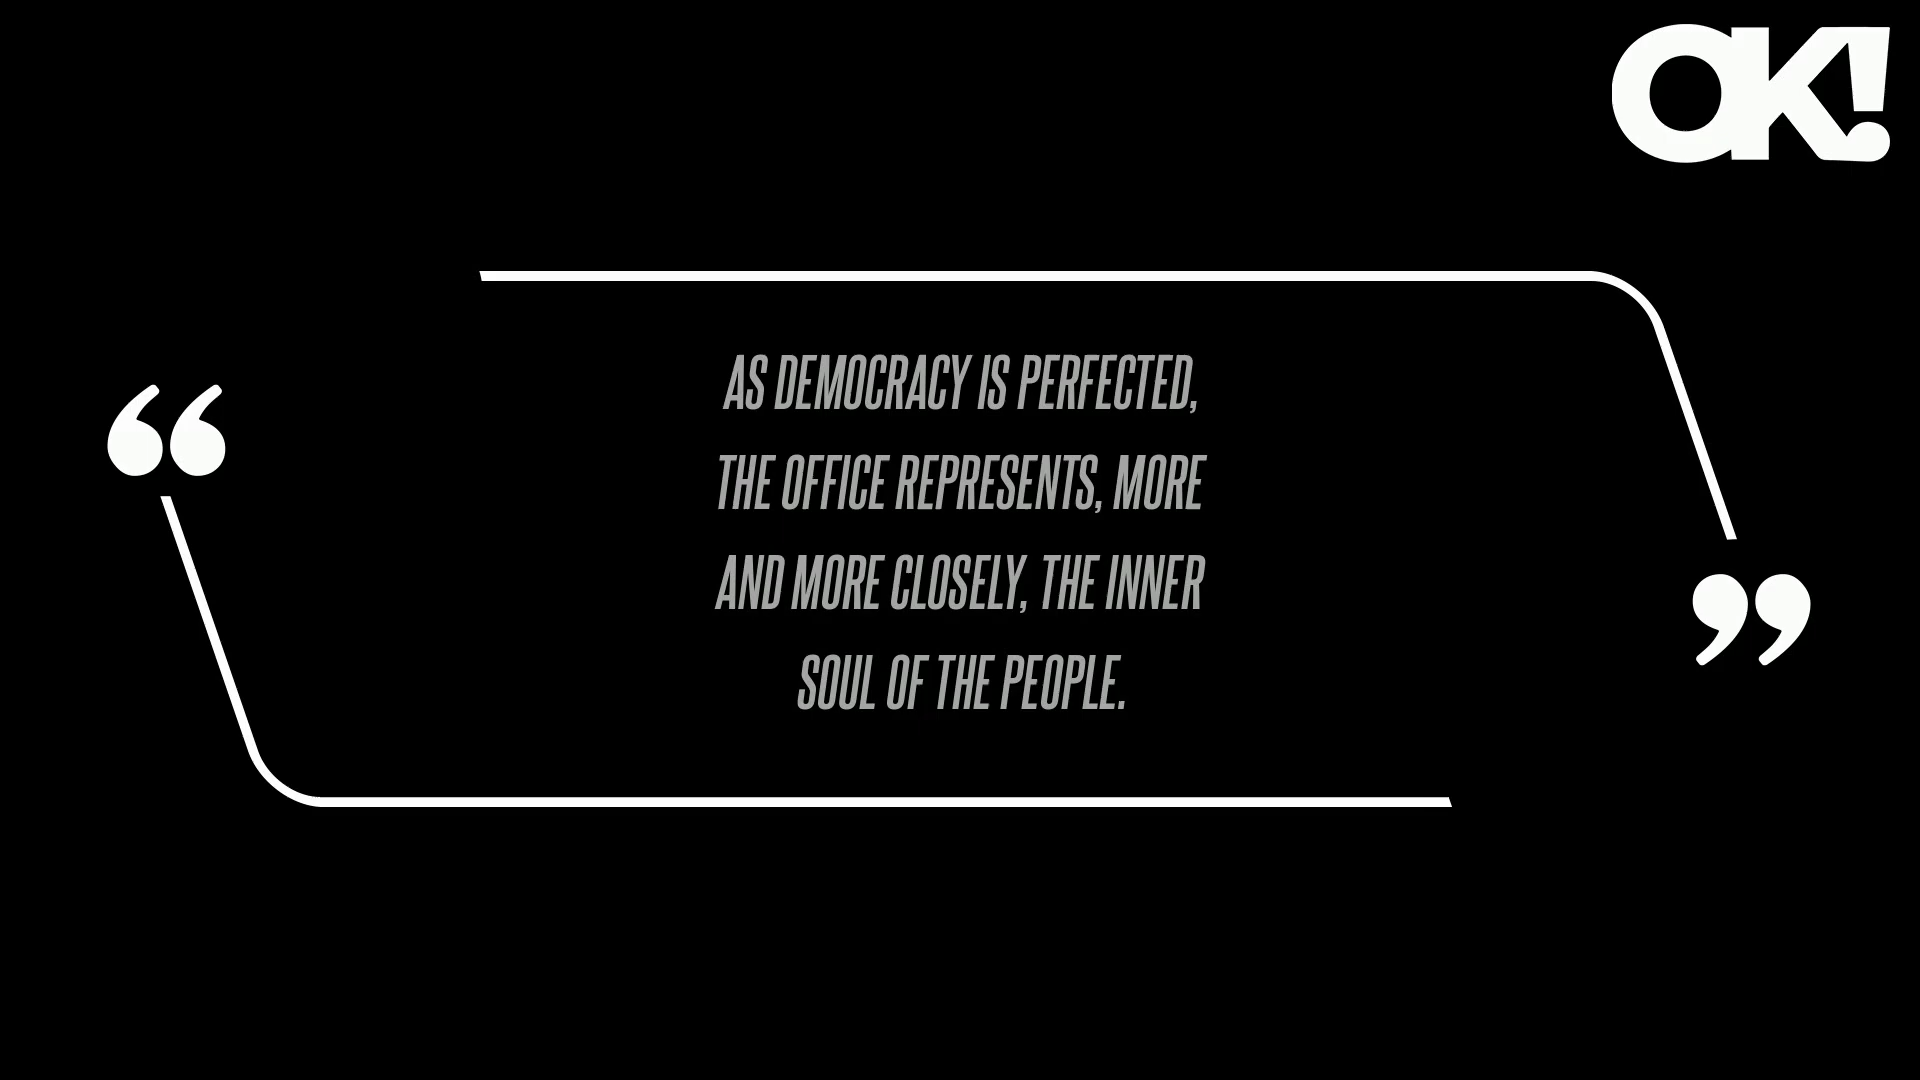 OK!
“
AS DEMOCRACY IS PERFECTED,
THE OFFICE REPRESENTS, MORE
AND MORE CLOSELY, THE INNER
SOUL OF THE PEOPLE.
”